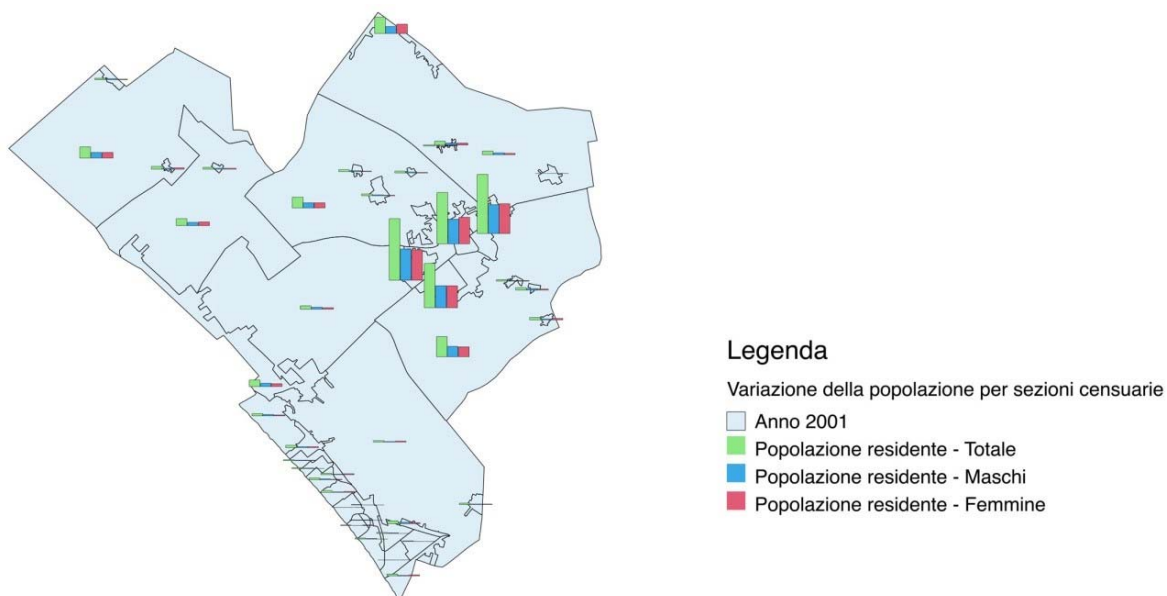 Legenda
Variazione della popolazione per sezioni censuarie
Anno 2001
Popolazione residente - Totale
Popolazione residente - Maschi
Popolazione residente - Femmine